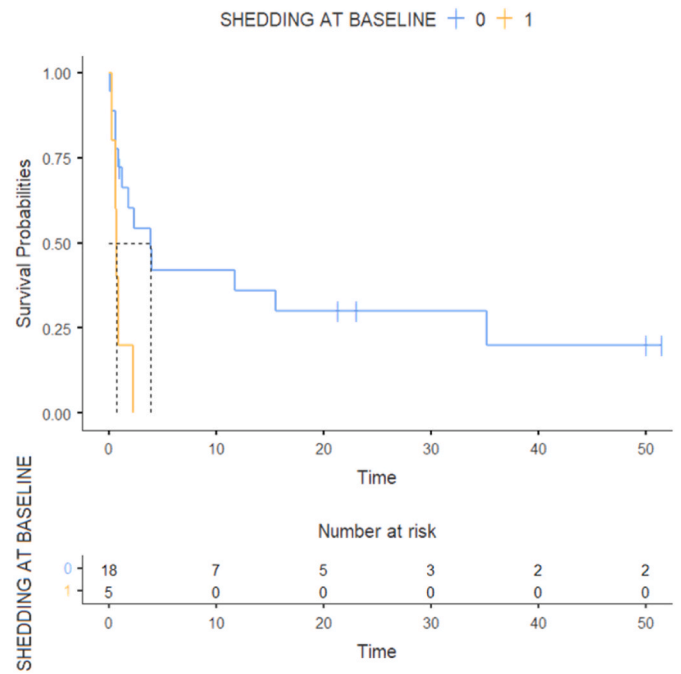 SHEDDING AT BASELINE 0 1
1.00
0.75
0.50
0.25
0.00
Survival Probabilities
0 10 20 30 40 50
Time
SHEDDING AT BASELINE
Number at risk
0 18 7 5 3 2 2
1 5 0 0 0 0 0
0 10 20 30 40 50
Time